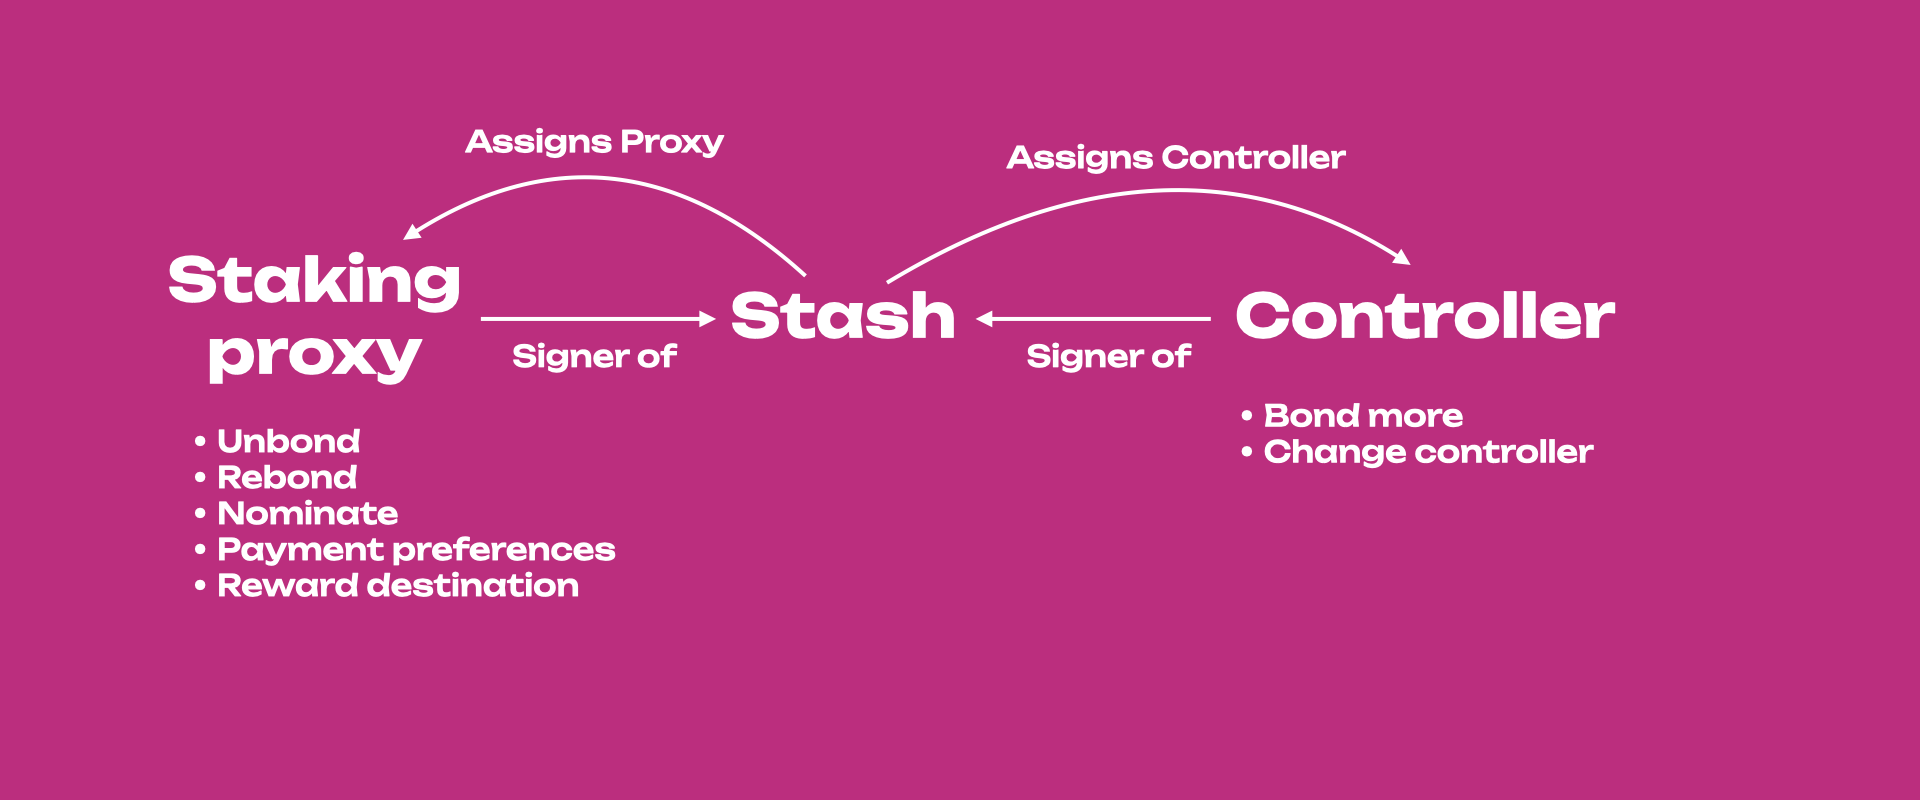 Assigns Proxy
Assigns Controller
Staking
proxy
Signer of
Stash
Signer of
Controller
• Unbond
• Rebond
• Nominate
• Payment preferences
• Reward destination
• Bond more
• Change controller